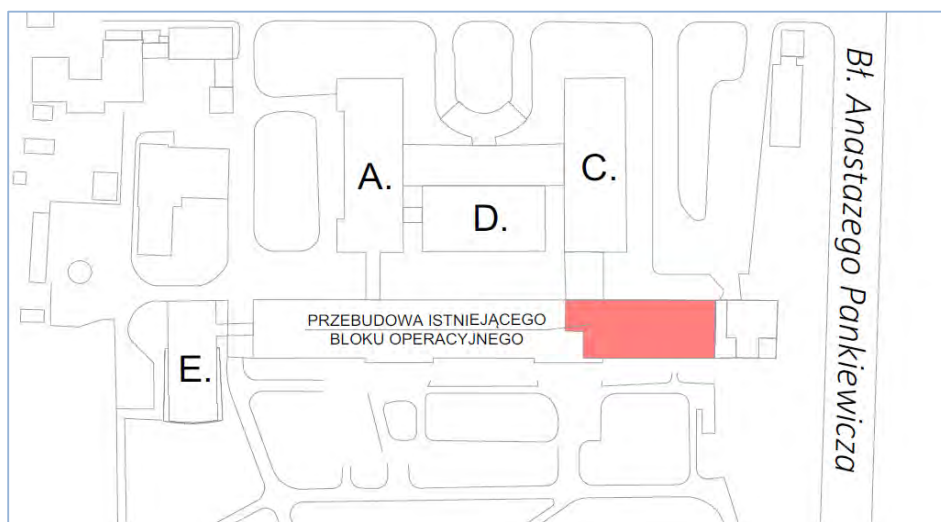 A.
C.
D.
PRZEBUDOWA ISTNIEJĄCEGO
BLOKU OPERACYJNEGO
E.
Bł. Anastazego Pankiewicza